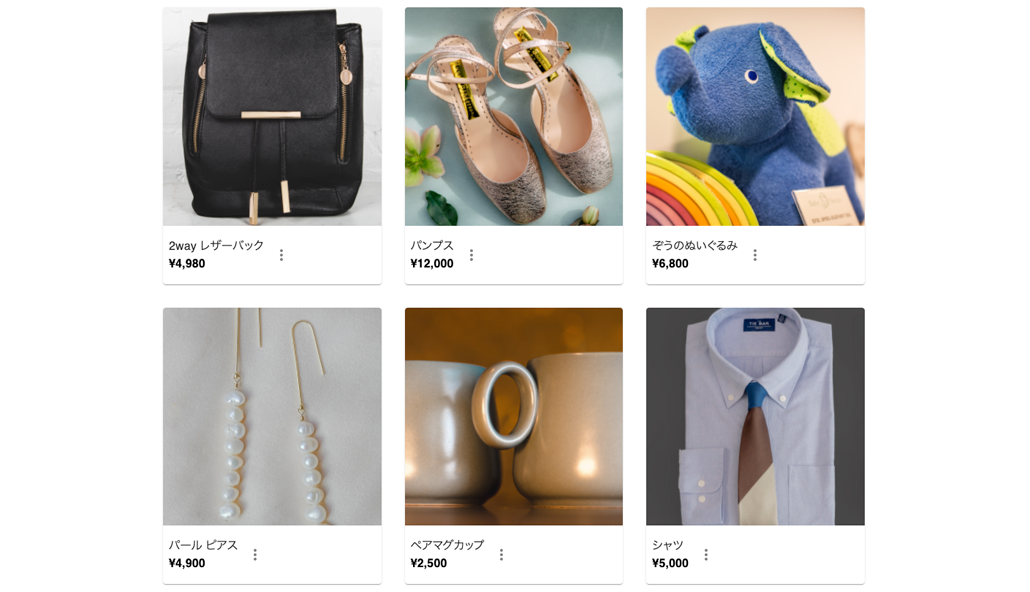 2way レザーバック
¥4,980
パンプス
¥12,000
ぞうのぬいぐるみ
¥6,800
TIE BAR
パール ピアス
¥4,900
ペアマグカップ
¥2,500
シャツ
¥5,000